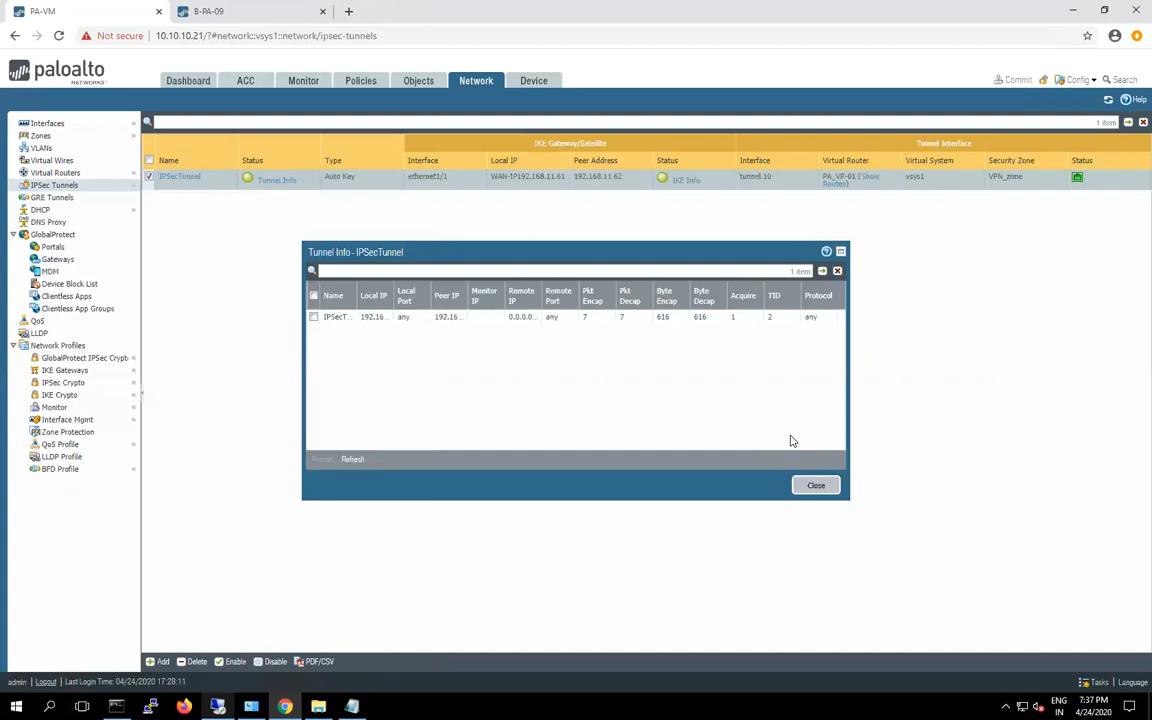 PA-VM
B-PA-09
Not secure 10.10.10.21/?#network::vsys1::network/ipsec-tunnels
paloalto
NETWORKS
Dashboard ACC Monitor Policies Objects Network Device
Commit Config Search
Help
Interfaces
Zones
VLANs
Virtual Wires
Virtual Routers
IPSec Tunnels
GRE Tunnels
DHCP
DNS Proxy
GlobalProtect
Portals
Gateways
MDM
Device Block List
Clientless Apps
Clientless App Groups
QoS
LLDP
Network Profiles
GlobalProtect IPSec Crypt
IKE Gateways
IPSec Crypto
IKE Crypto
Monitor
Interface Mgmt
Zone Protection
QoS Profile
LLDP Profile
BFD Profile
1 item
IKE Gateway/Satellite Tunnel Interface
Name Status Type Interface Local IP Peer Address Status Interface Virtual Router Virtual System Security Zone Status
IPSecTunnel Tunnel Info Auto Key ethernet1/1 WAN-IP192.168.11.61 192.168.11.62 IKE Info tunnel.10 PA_VR-01 (Show Routes) vsys1 VPN_zone
Tunnel Info - IPSecTunnel
1 item
Name Local IP Local Port Peer IP Monitor IP Remote IP Remote Port Pkt Encap Pkt Decap Byte Encap Byte Decap Acquire TID Protocol
IPSecT... 192.16... any 192.16... 0.0.0.0... any 7 7 616 616 1 2 any
Refresh
Close
Add Delete Enable Disable PDF/CSV
admin Logout Last Login Time: 04/24/2020 17:28:11
Tasks Language
ENG
IN
7:37 PM
4/24/2020